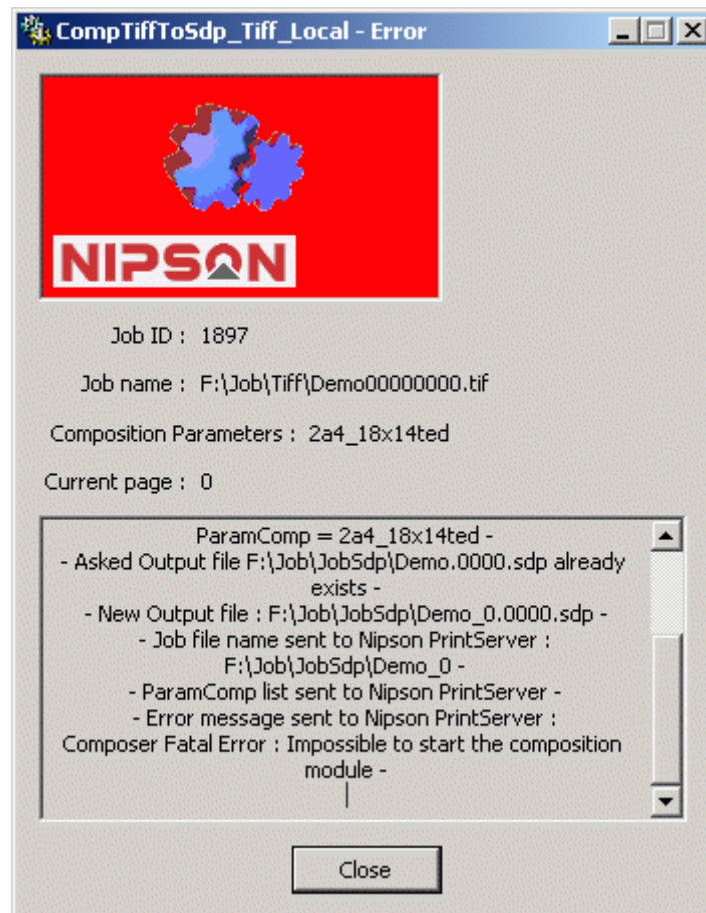 CompTiffToSdp_Tiff_Local - Error
NIPSON
Job ID : 1897
Job name : F:\Job\Tiff\Demo00000000.tif
Composition Parameters : 2a4_18x14ted
Current page : 0
ParamComp = 2a4_18x14ted -
- Asked Output file F:\Job\JobSdp\Demo.0000.sdp already
exists -
- New Output file : F:\Job\JobSdp\Demo_0.0000.sdp -
- Job file name sent to Nipson PrintServer :
F:\Job\JobSdp\Demo_0 -
- ParamComp list sent to Nipson PrintServer -
- Error message sent to Nipson PrintServer :
Composer Fatal Error : Impossible to start the composition
module -
Close